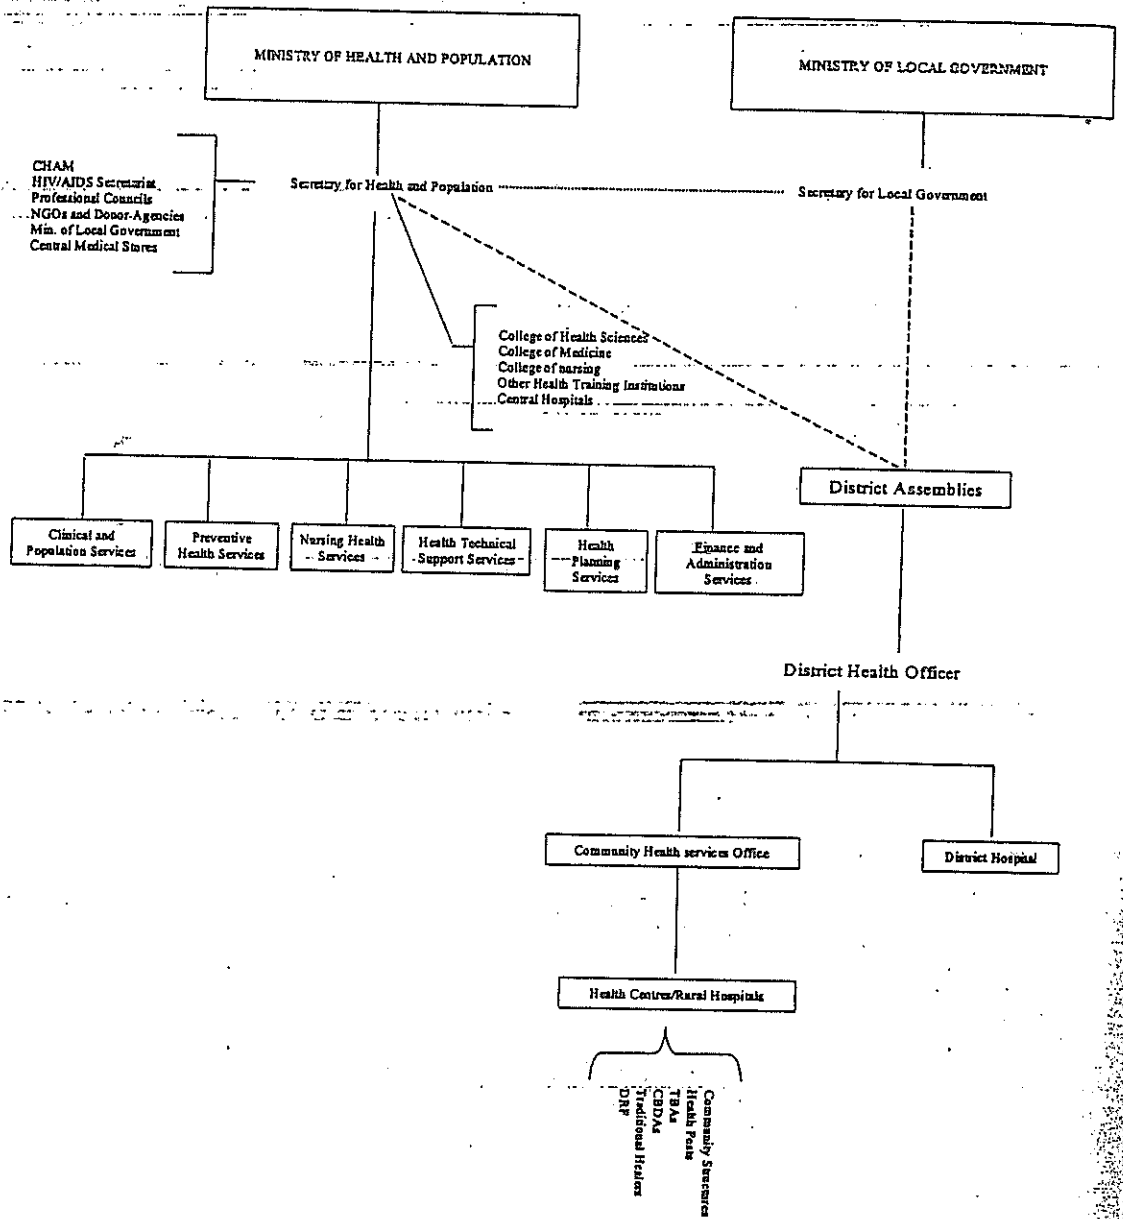 MINISTRY OF HEALTH AND POPULATION
MINISTRY OF LOCAL GOVERNMENT
CHAM
HIV/AIDS Secretariat
Professional Councils
NGOs and Donor-Agencies
Min. of Local Government
Central Medical Stores
Secretary for Health and Population
Secretary for Local Government
College of Health Sciences
College of Medicine
College of nursing
Other Health Training Institutions
Central Hospitals
District Assemblies
Clinical and
Population Services
Preventive
Health Services
Nursing Health
Services
Health Technical
Support Services
Health
Planning
Services
Finance and
Administration
Services
District Health Officer
Community Health services Office
District Hospital
Health Centres/Rural Hospitals
Community Structures
Health Posts
TBAs
CBDAs
Traditional Healers
DRF